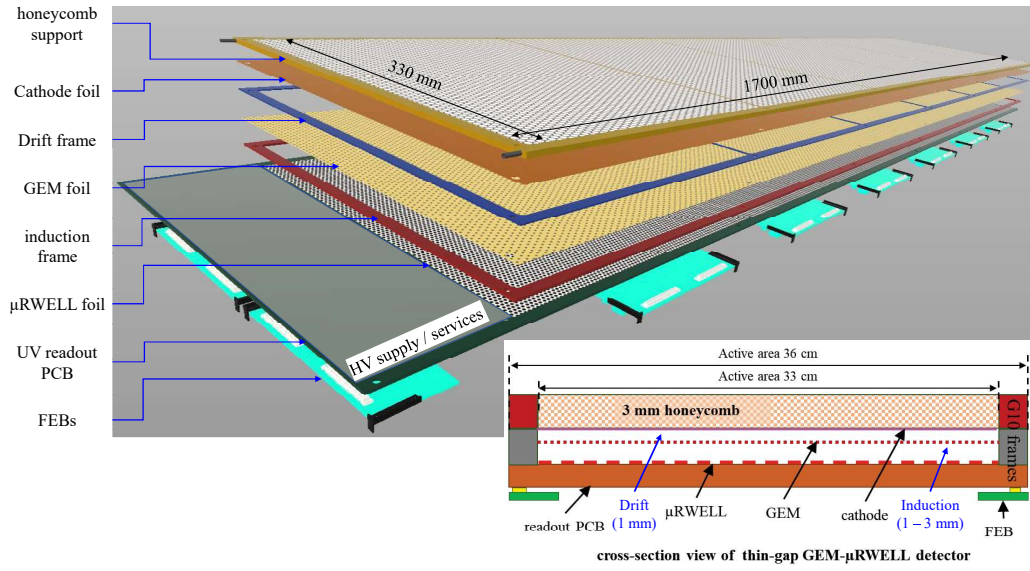 honeycomb
support
Cathode foil
Drift frame
GEM foil
induction
frame
µRWELL foil
UV readout
PCB
FEBs
330 mm
1700 mm
HV supply / services
Active area 36 cm
Active area 33 cm
3 mm honeycomb
G10 frames
readout PCB
Drift
(1 mm)
µRWELL
GEM
cathode
Induction
(1 – 3 mm)
FEB
cross-section view of thin-gap GEM-µRWELL detector